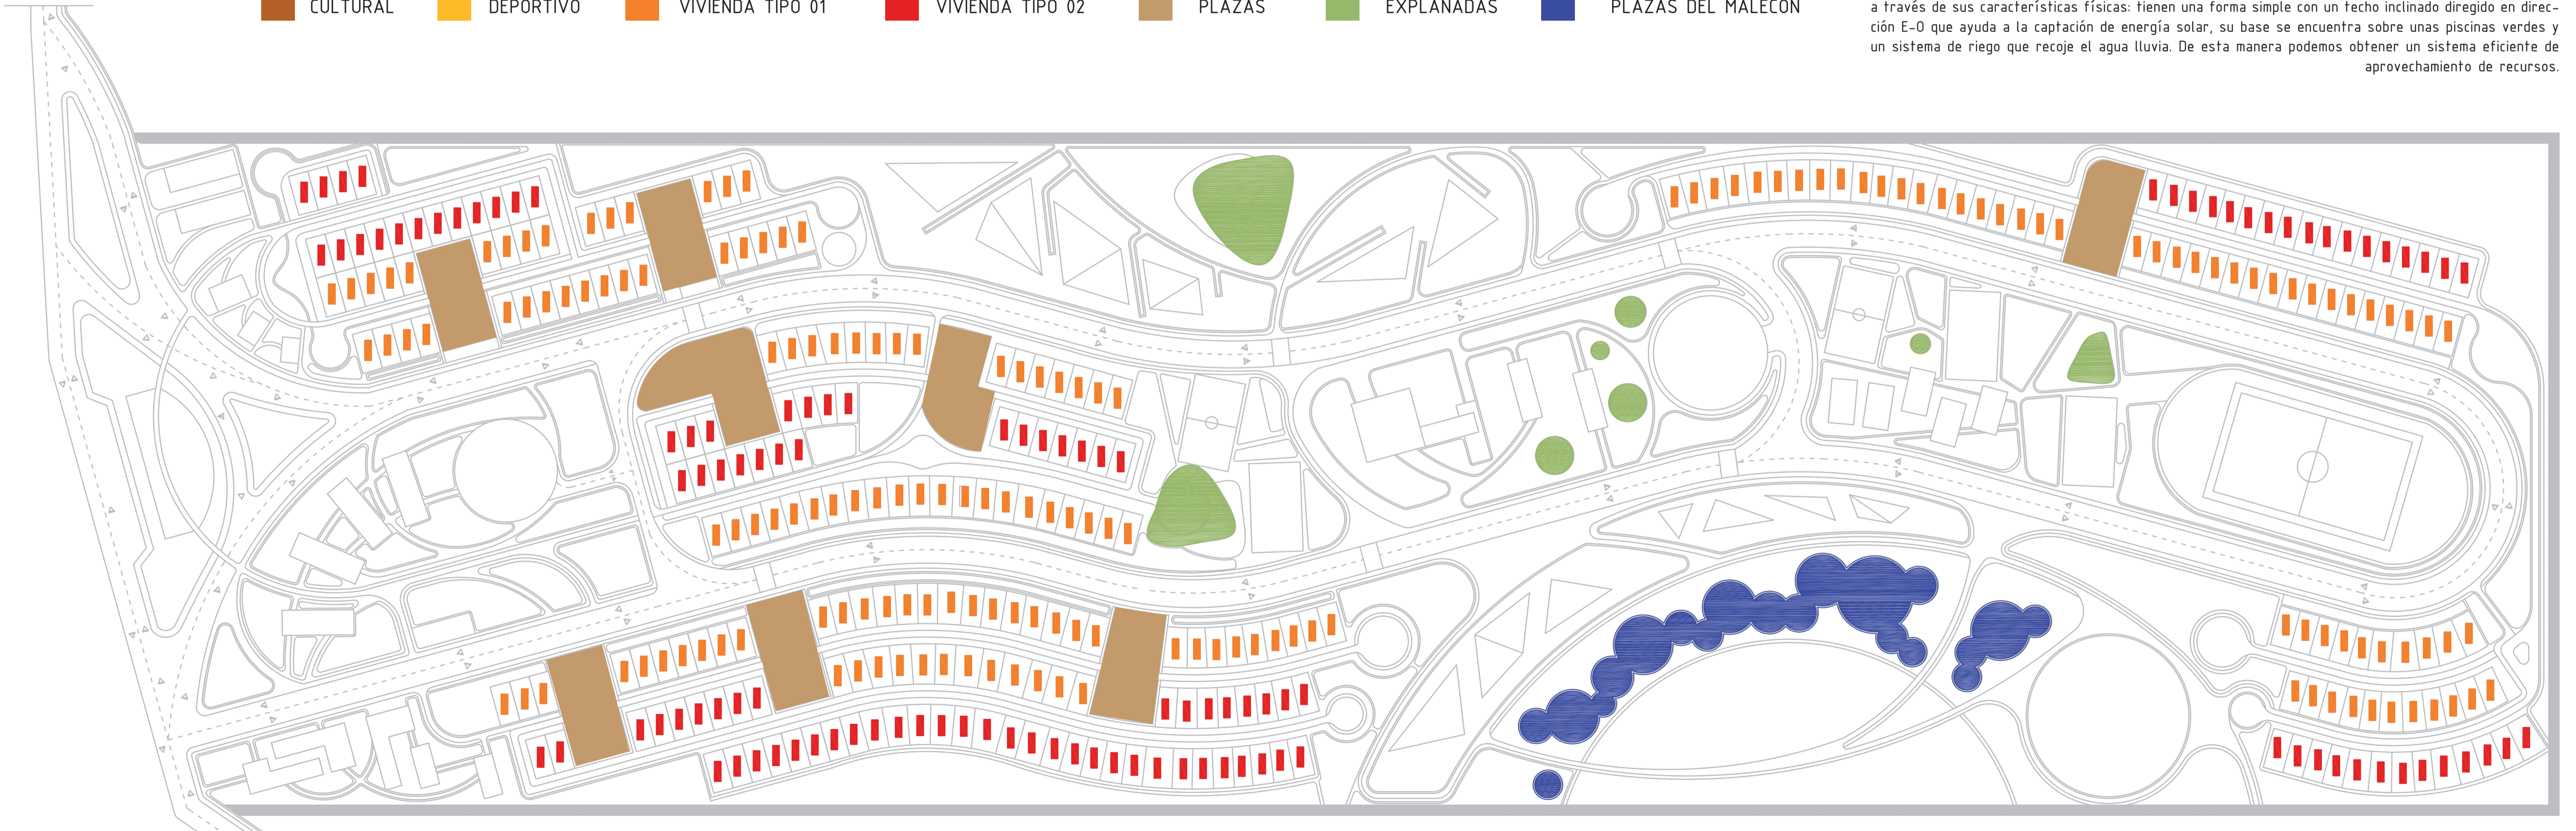 CULTURAL DEPORTIVO VIVIENDA TIPO 01 VIVIENDA TIPO 02 PLAZAS EXPLANADAS PLAZAS DEL MALECON
a través de sus características físicas: tienen una forma simple con un techo inclinado diregido en direc-
ción E-O que ayuda a la captación de energía solar, su base se encuentra sobre unas piscinas verdes y
un sistema de riego que recoje el agua lluvia. De esta manera podemos obtener un sistema eficiente de
aprovechamiento de recursos.